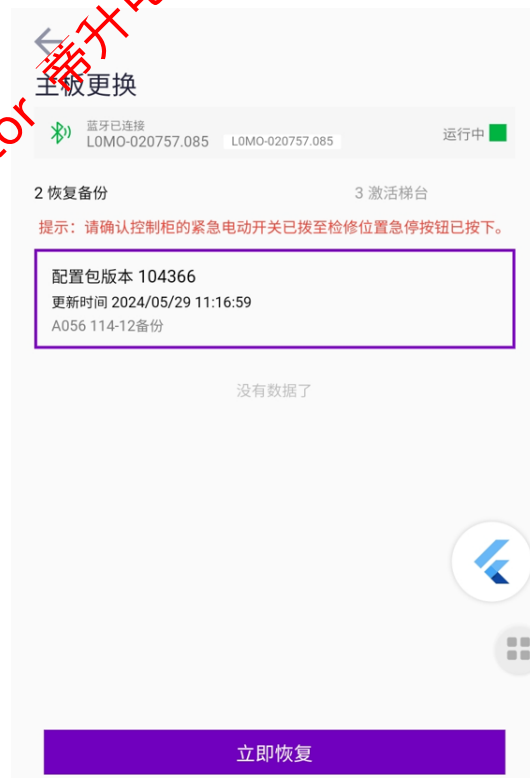 tor 帝升电
主板更换
蓝牙已连接
L0MO-020757.085
L0MO-020757.085
运行中
2 恢复备份
3 激活梯台
提示：请确认控制柜的紧急电动开关已拨至检修位置急停按钮已按下。
配置包版本 104366
更新时间 2024/05/29 11:16:59
A056 114-12备份
没有数据了
立即恢复